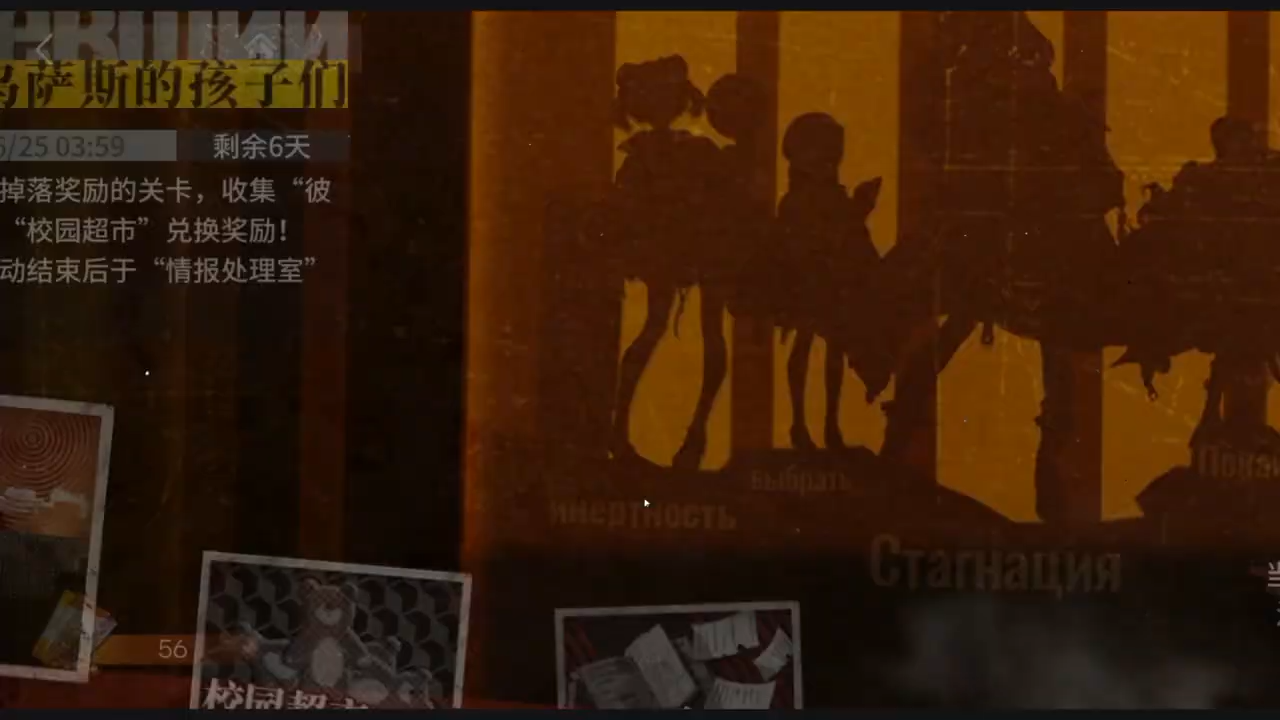 乌萨斯的孩子们
/25 03:59
剩余6天
掉落奖励的关卡，收集“彼
“校园超市”兑换奖励！
动结束后于“情报处理室”
выбрать
инертность
Стагнация
56
校园超市